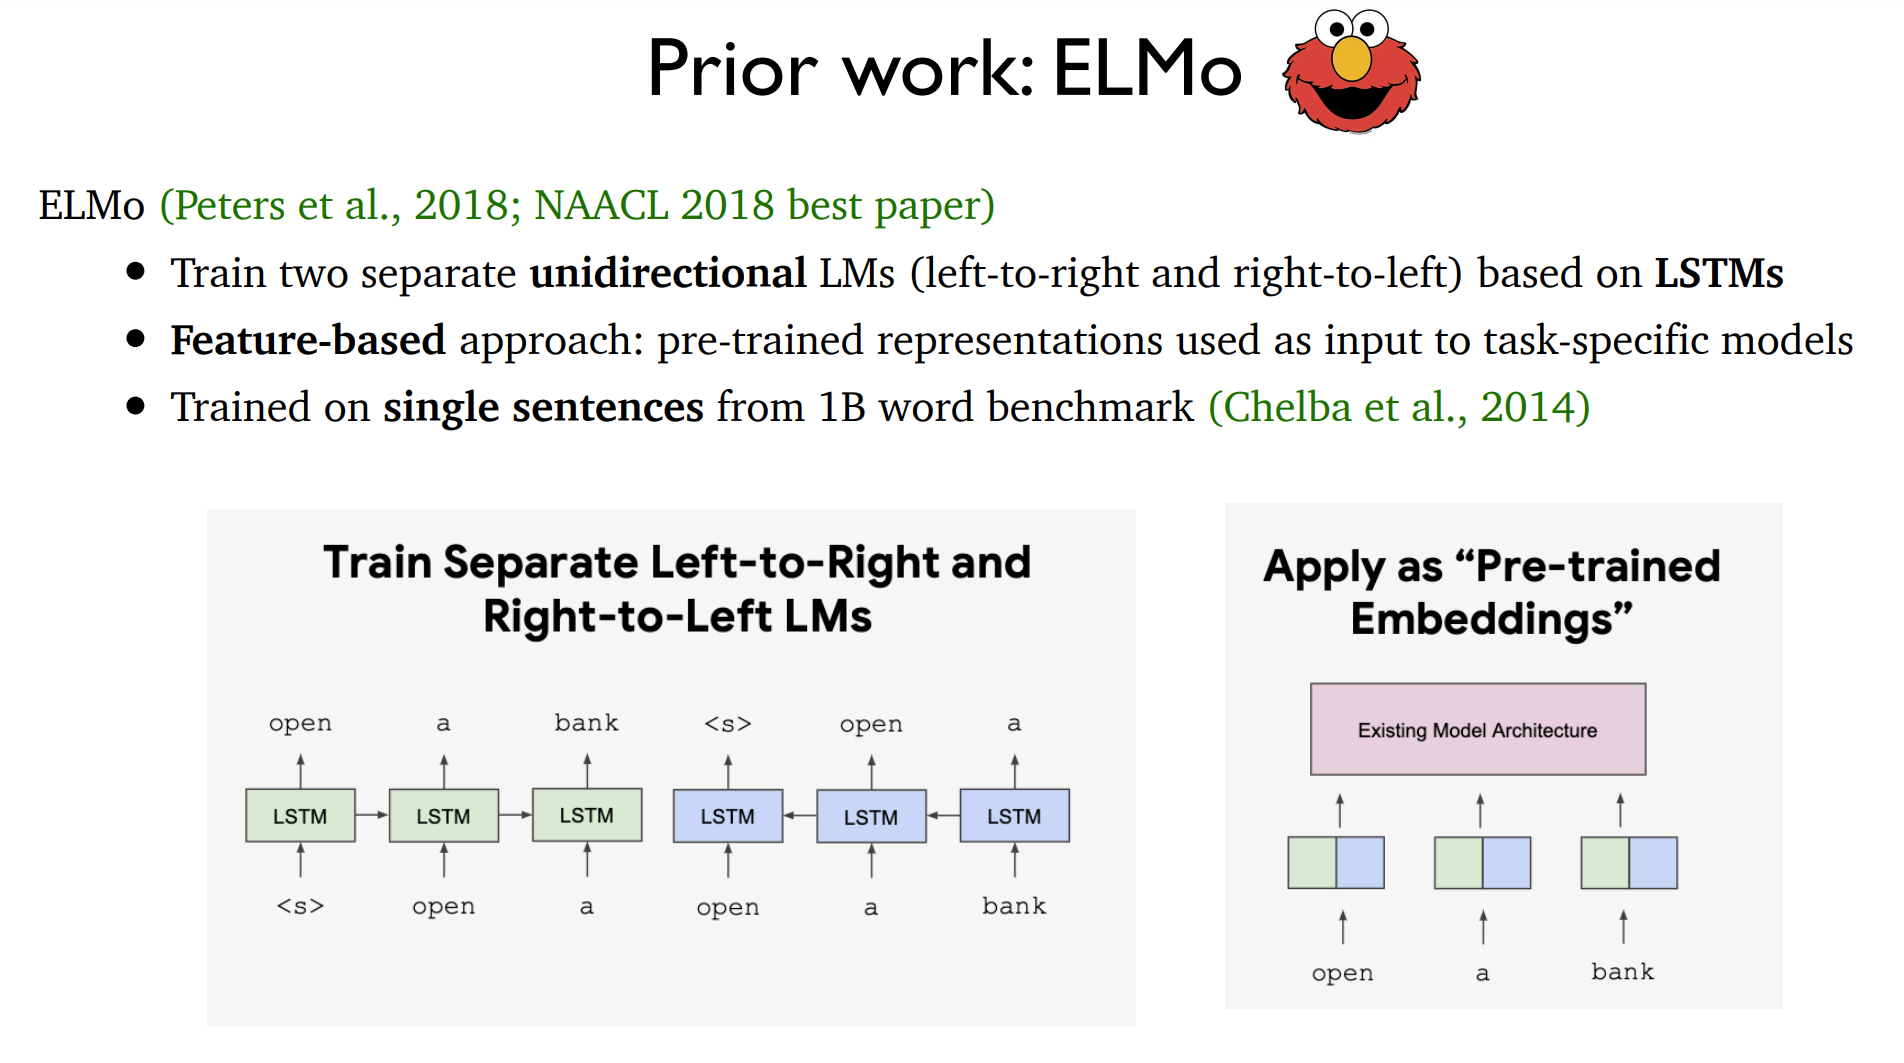 Prior work: ELMo
ELMo (Peters et al., 2018; NAACL 2018 best paper)
• Train two separate unidirectional LMs (left-to-right and right-to-left) based on LSTMs
• Feature-based approach: pre-trained representations used as input to task-specific models
• Trained on single sentences from 1B word benchmark (Chelba et al., 2014)
Train Separate Left-to-Right and
Right-to-Left LMs
open a bank <s> open a
LSTM LSTM LSTM LSTM LSTM LSTM
<s> open a open a bank
Apply as “Pre-trained
Embeddings”
Existing Model Architecture
open a bank